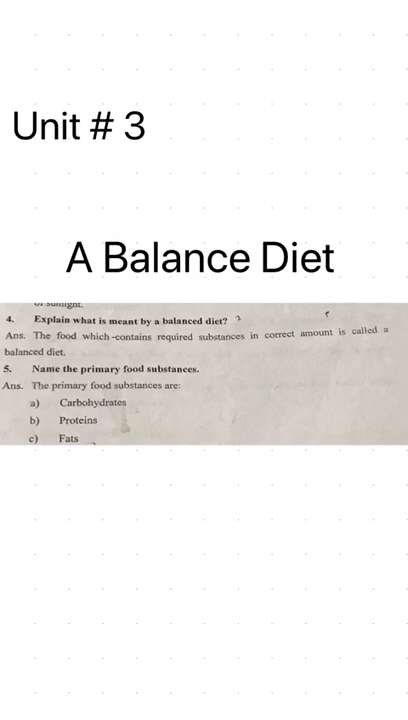 Unit # 3
A Balance Diet
or sunlight.
4. Explain what is meant by a balanced diet?
Ans. The food which -contains required substances in correct amount is called a
balanced diet.
5. Name the primary food substances.
Ans. The primary food substances are:
a) Carbohydrates
b) Proteins
c) Fats